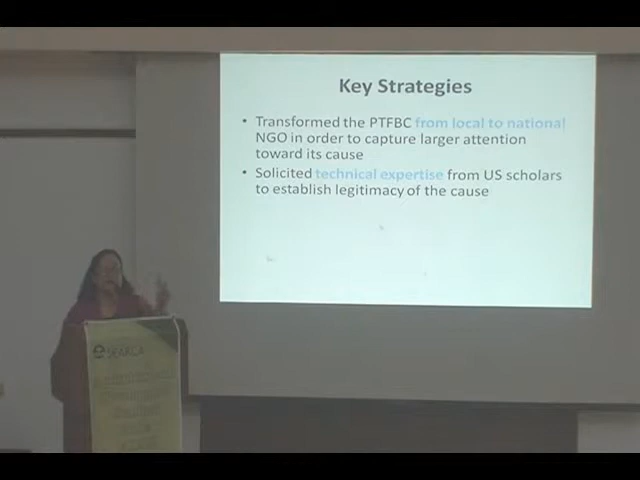 Key Strategies
• Transformed the PTFBC from local to national
NGO in order to capture larger attention
toward its cause
• Solicited technical expertise from US scholars
to establish legitimacy of the cause
SEARCA